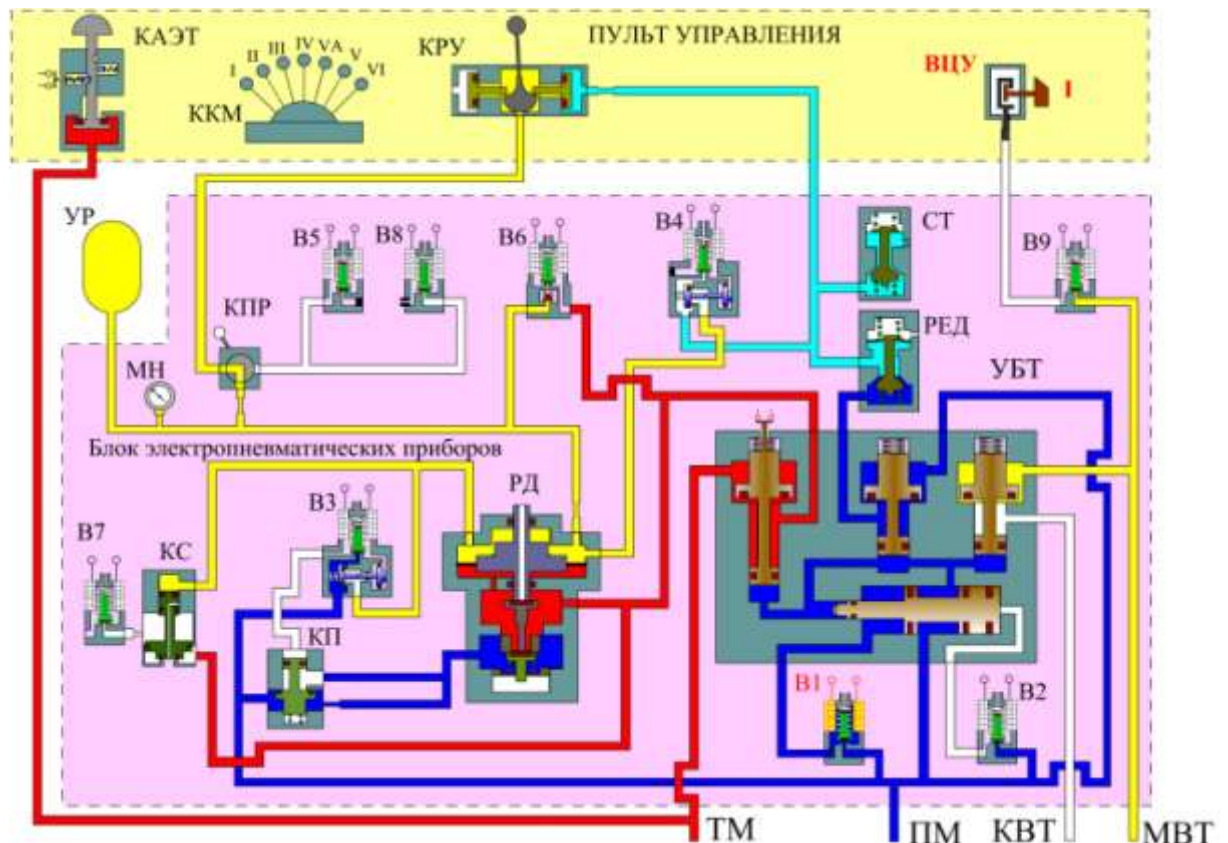 КАЭТ
I
II
III
IV
VA
V
VI
ККМ
КРУ
ПУЛЬТ УПРАВЛЕНИЯ
ВЦУ
I
УР
В5
В8
В6
В4
СТ
В9
КПР
РЕД
МН
УБТ
Блок электропневматических приборов
РД
В3
В7
КС
КП
В1
В2
ТМ
ПМ
КВТ
МВТ